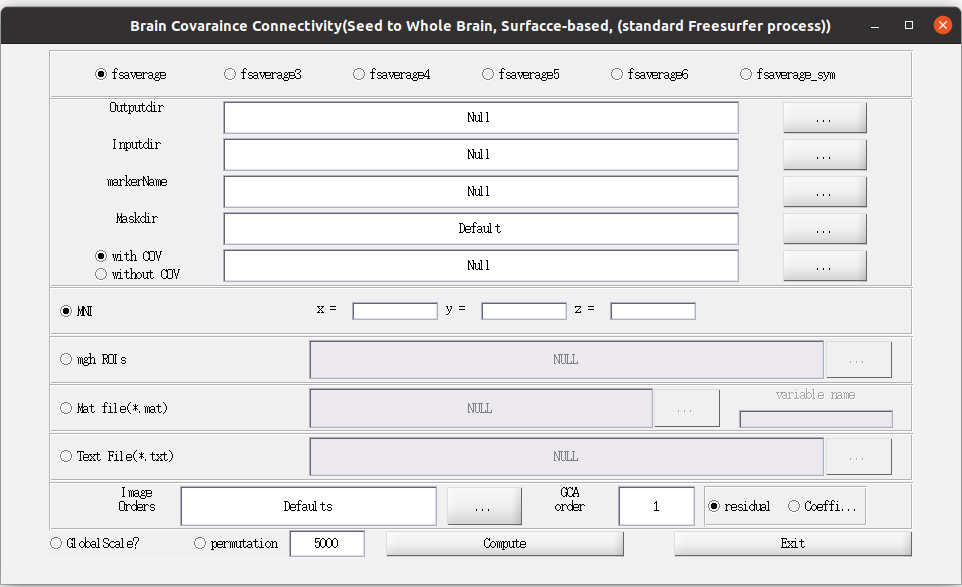 Brain Covaraince Connectivity(Seed to Whole Brain, Surfacce-based, (standard Freesurfer process))
fsaverage fsaverage3 fsaverage4 fsaverage5 fsaverage6 fsaverage_sym
Outputdir Null ...
Inputdir Null ...
markerName Null ...
Maskdir Default ...
with COV
without COV Null ...
MNI x = y = z =
mgh ROIs NULL ...
Mat file(*.mat) NULL ... variable name
Text File(*.txt) NULL ...
Image
Orders Defaults ... GCA
order 1 residual Coeffi...
GlobalScale? permutation 5000 Compute Exit